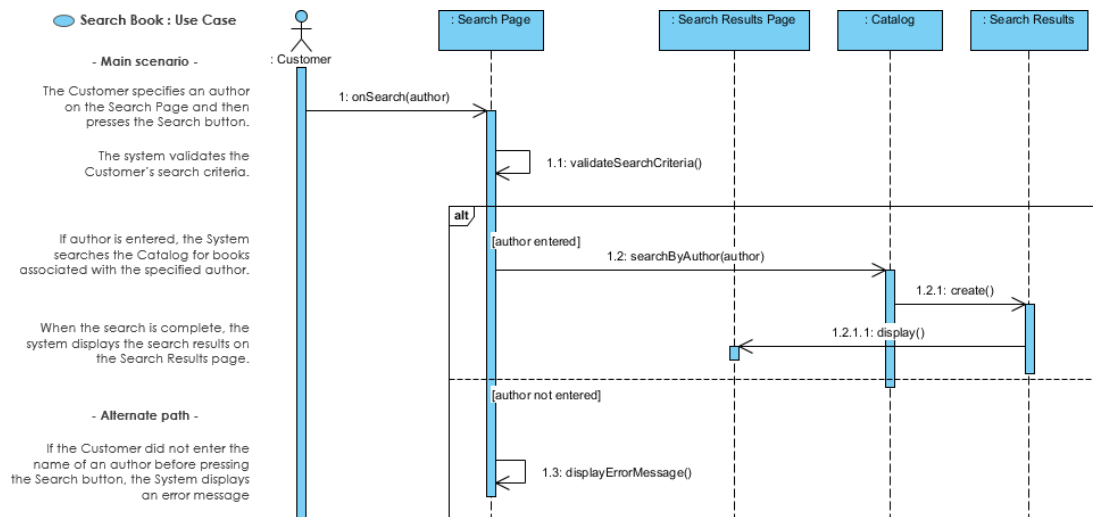 Search Book : Use Case
: Search Page
: Search Results Page
: Catalog
: Search Results
: Customer
- Main scenario -
The Customer specifies an author
on the Search Page and then
presses the Search button.
1: onSearch(author)
The system validates the
Customer's search criteria.
1.1: validateSearchCriteria()
alt
[author entered]
If author is entered, the System
searches the Catalog for books
associated with the specified author.
1.2: searchByAuthor(author)
1.2.1: create()
When the search is complete, the
system displays the search results on
the Search Results page.
1.2.1.1: display()
[author not entered]
- Alternate path -
If the Customer did not enter the
name of an author before pressing
the Search button, the System displays
an error message
1.3: displayErrorMessage()